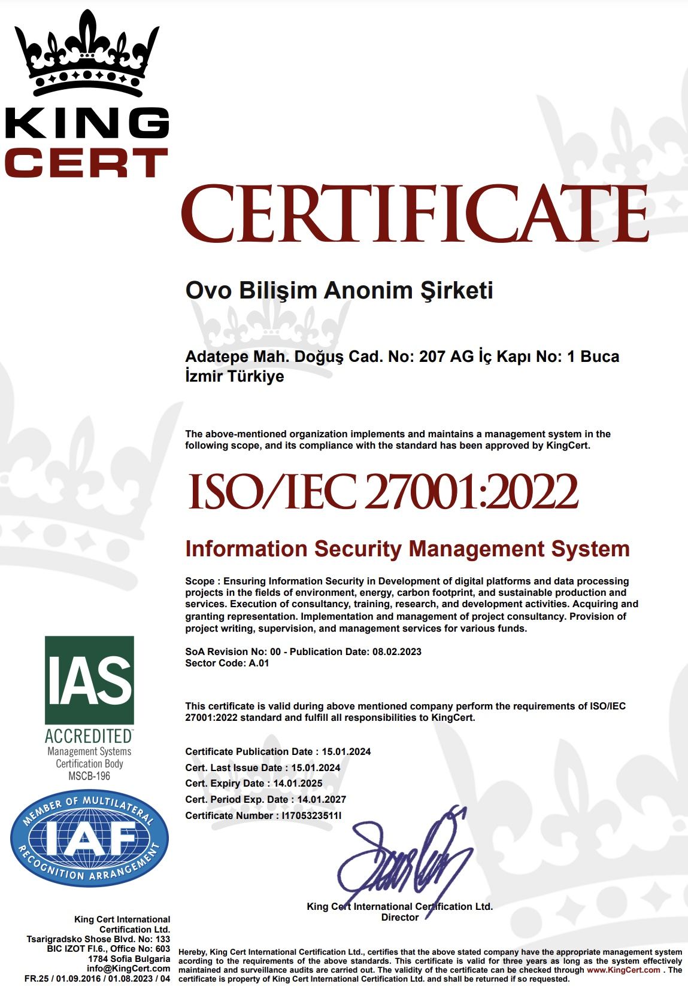 KING
CERT
CERTIFICATE
Ovo Bilişim Anonim Şirketi
Adatepe Mah. Doğuş Cad. No: 207 AG İç Kapı No: 1 Buca
İzmir Türkiye
The above-mentioned organization implements and maintains a management system in the
following scope, and its compliance with the standard has been approved by KingCert.
ISO/IEC 27001:2022
Information Security Management System
Scope : Ensuring Information Security in Development of digital platforms and data processing
projects in the fields of environment, energy, carbon footprint, and sustainable production and
services. Execution of consultancy, training, research, and development activities. Acquiring and
granting representation. Implementation and management of project consultancy. Provision of
project writing, supervision, and management services for various funds.
SoA Revision No: 00 - Publication Date: 08.02.2023
Sector Code: A.01
This certificate is valid during above mentioned company perform the requirements of ISO/IEC
27001:2022 standard and fulfill all responsibilities to KingCert.
Certificate Publication Date : 15.01.2024
Cert. Last Issue Date : 15.01.2024
Cert. Expiry Date : 14.01.2025
Cert. Period Exp. Date : 14.01.2027
Certificate Number : I1705323511I
IAS
ACCREDITED™
Management Systems
Certification Body
MSCB-196
MEMBER OF MULTILATERAL
IAF
RECOGNITION ARRANGEMENT
King Cert International Certification Ltd.
Director
King Cert International
Certification Ltd.
Tsarigradsko Shose Blvd. No: 133
BIC IZOT Fl.6., Office No: 603
1784 Sofia Bulgaria
info@KingCert.com
FR.25 / 01.09.2016 / 01.08.2023 / 04
Hereby, King Cert International Certification Ltd., certifies that the above stated company have the appropriate management system
acording to the requirements of the above standards. This certificate is valid for three years as long as the system effectively
maintained and surveillance audits are carried out. The validity of the certificate can be checked through www.KingCert.com . The
certificate is property of King Cert International Certification Ltd. and shall be returned if so requested.